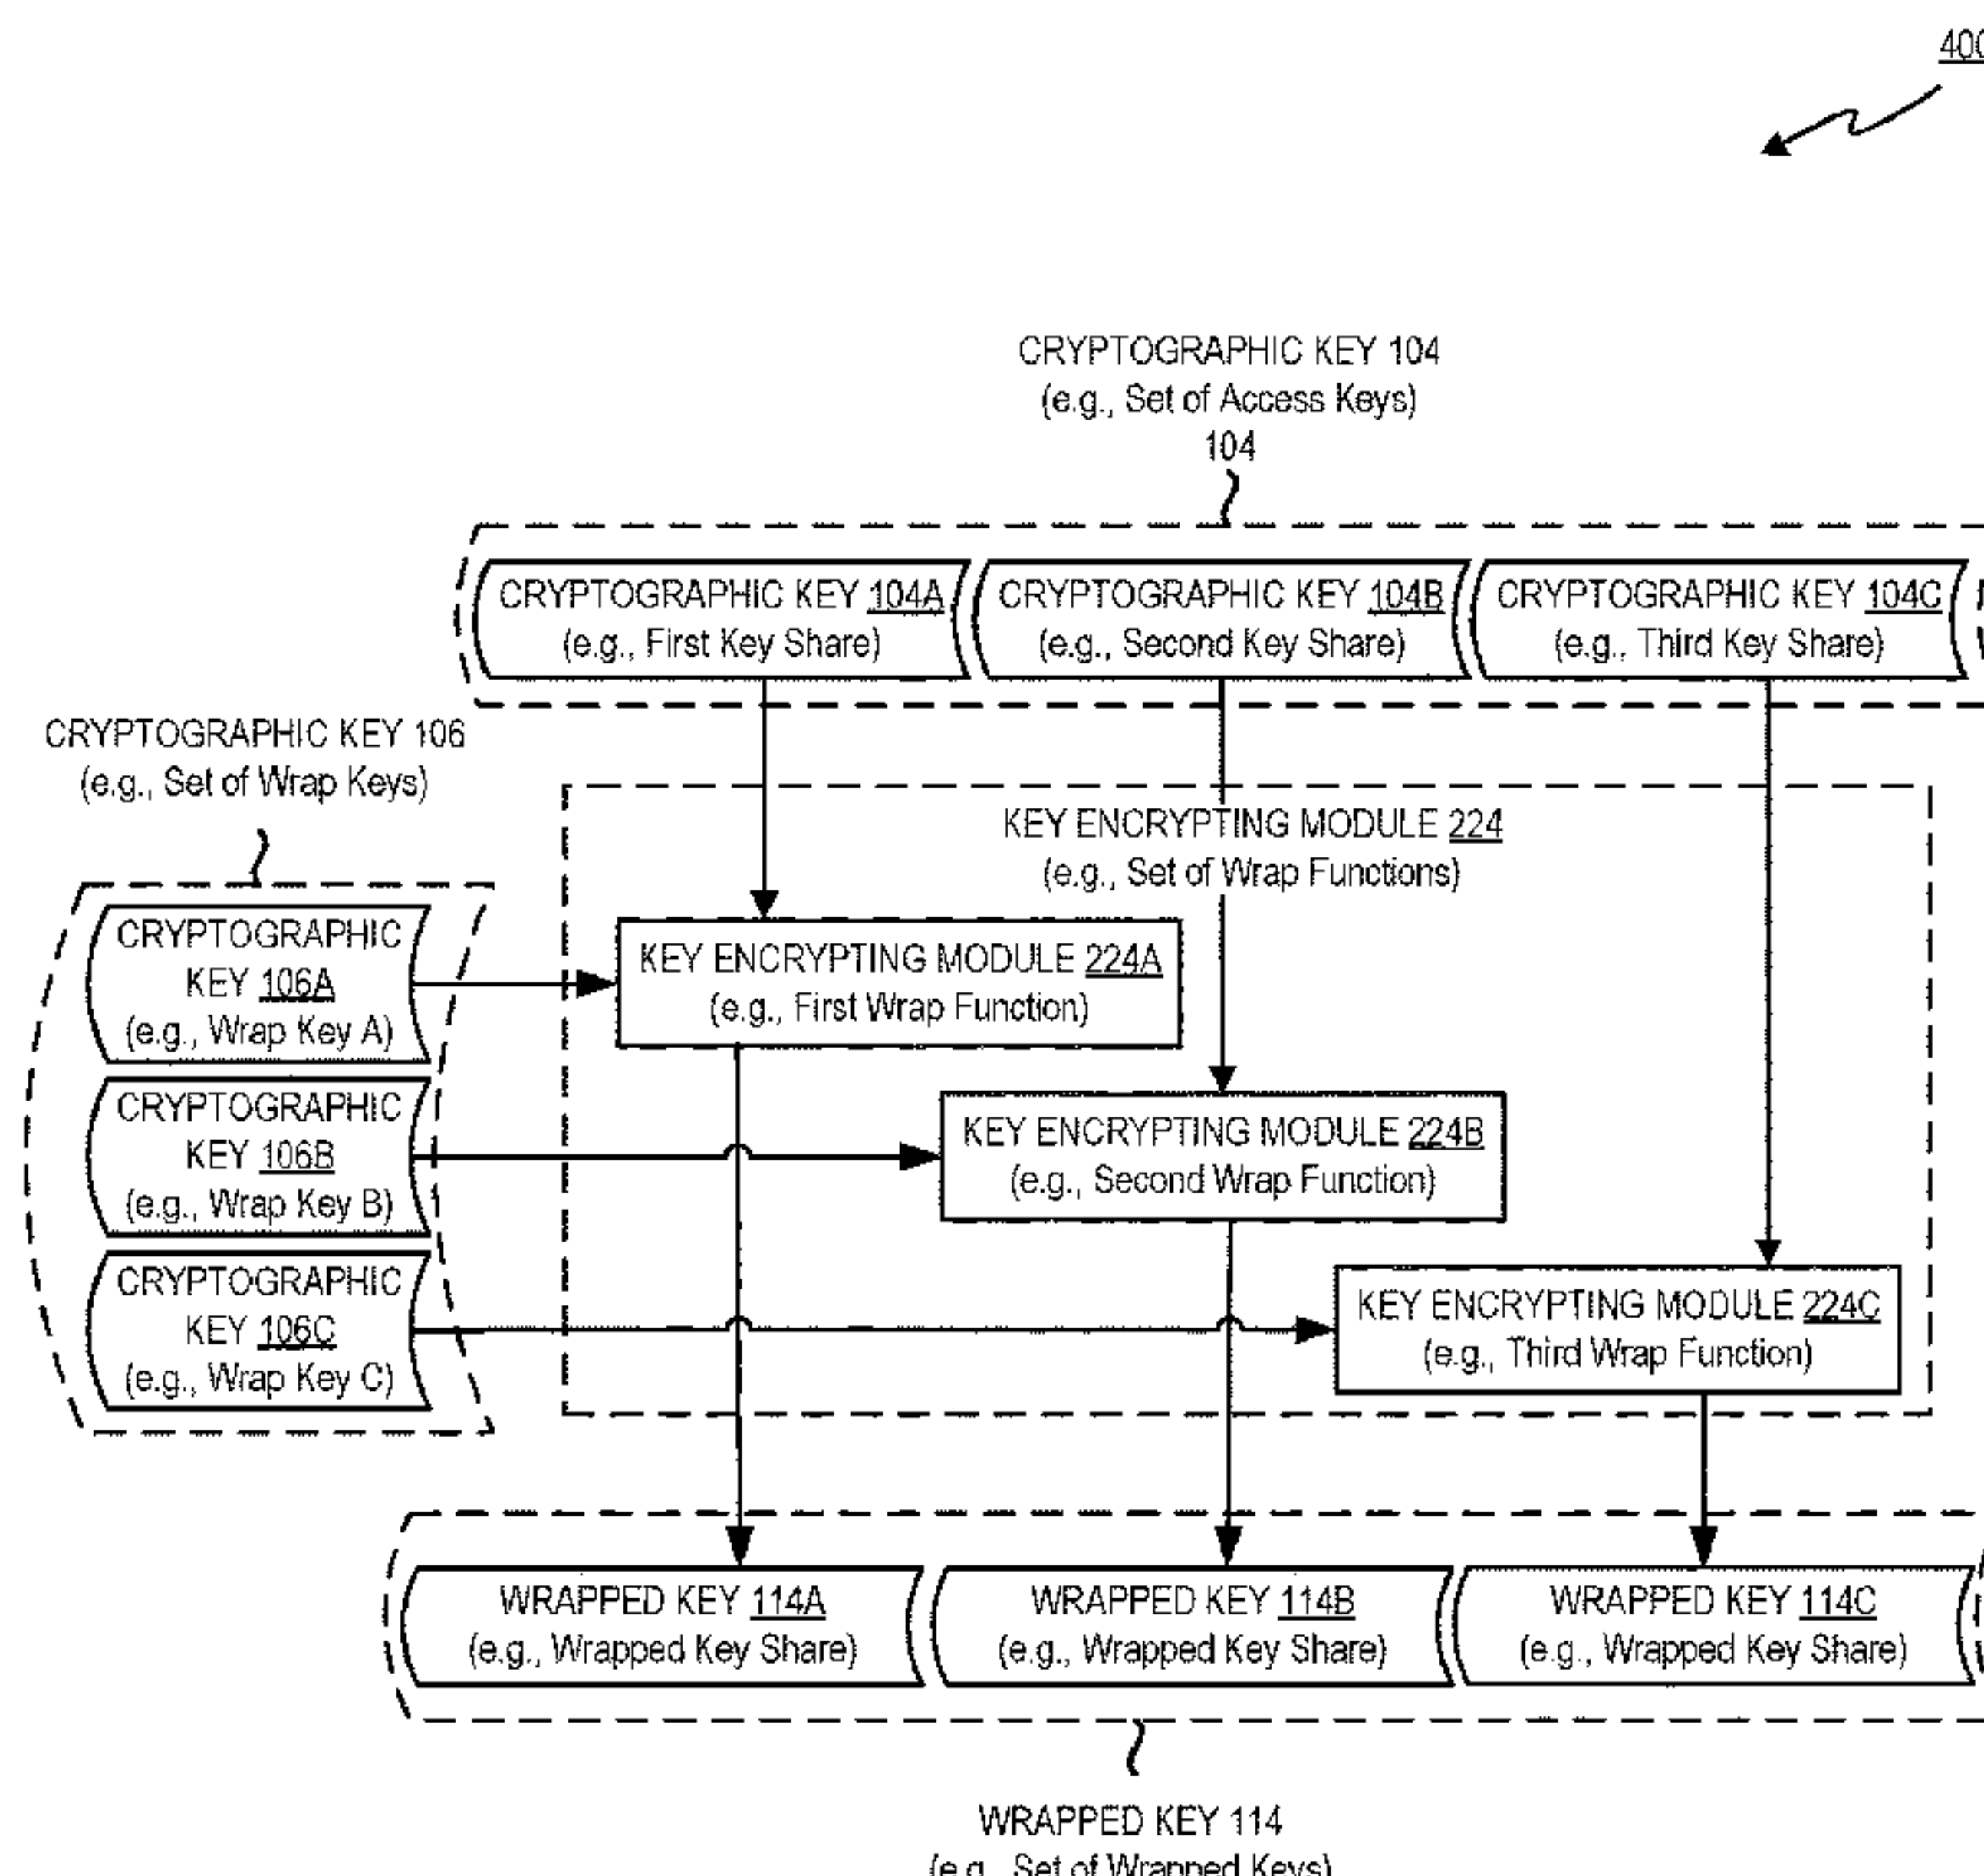 400
CRYPTOGRAPHIC KEY 104
(e.g., Set of Access Keys)
104
CRYPTOGRAPHIC KEY 104A
(e.g., First Key Share)
CRYPTOGRAPHIC KEY 104B
(e.g., Second Key Share)
CRYPTOGRAPHIC KEY 104C
(e.g., Third Key Share)
CRYPTOGRAPHIC KEY 106
(e.g., Set of Wrap Keys)
KEY ENCRYPTING MODULE 224
(e.g., Set of Wrap Functions)
CRYPTOGRAPHIC
KEY 106A
(e.g., Wrap Key A)
KEY ENCRYPTING MODULE 224A
(e.g., First Wrap Function)
CRYPTOGRAPHIC
KEY 106B
(e.g., Wrap Key B)
KEY ENCRYPTING MODULE 224B
(e.g., Second Wrap Function)
CRYPTOGRAPHIC
KEY 106C
(e.g., Wrap Key C)
KEY ENCRYPTING MODULE 224C
(e.g., Third Wrap Function)
WRAPPED KEY 114A
(e.g., Wrapped Key Share)
WRAPPED KEY 114B
(e.g., Wrapped Key Share)
WRAPPED KEY 114C
(e.g., Wrapped Key Share)
WRAPPED KEY 114
(e.g., Set of Wrapped Keys)